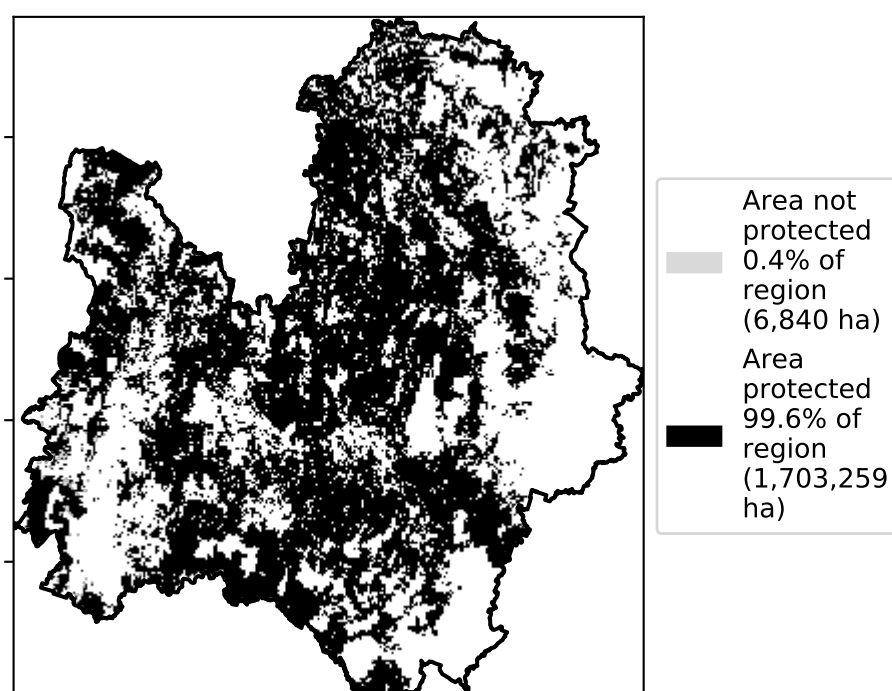 Area not
protected
0.4% of
region
(6,840 ha)
Area
protected
99.6% of
region
(1,703,259
ha)